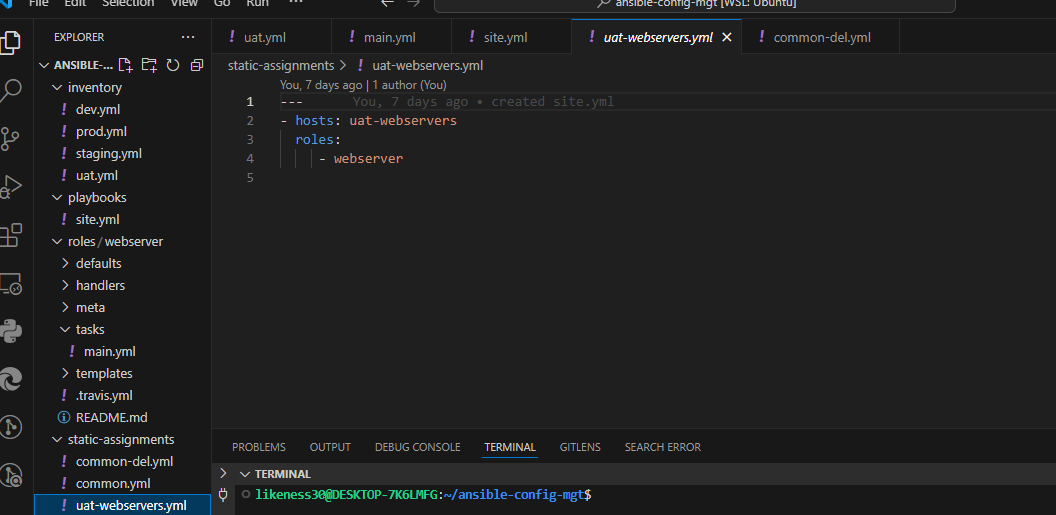 File Edit Selection View Go Run ··· ansible-config-mgt [WSL: Ubuntu]
EXPLORER ···
uat.yml main.yml site.yml uat-webservers.yml common-del.yml
ANSIBLE-...
static-assignments > uat-webservers.yml
inventory
dev.yml
prod.yml
staging.yml
uat.yml
playbooks
site.yml
roles/webserver
defaults
handlers
meta
tasks
main.yml
templates
.travis.yml
README.md
static-assignments
common-del.yml
common.yml
uat-webservers.yml
You, 7 days ago | 1 author (You)
1 --- You, 7 days ago • created site.yml
2 - hosts: uat-webservers
3 roles:
4 - webserver
5
PROBLEMS OUTPUT DEBUG CONSOLE TERMINAL GITLENS SEARCH ERROR
TERMINAL
likeness30@DESKTOP-7K6LMFG:~/ansible-config-mgt$